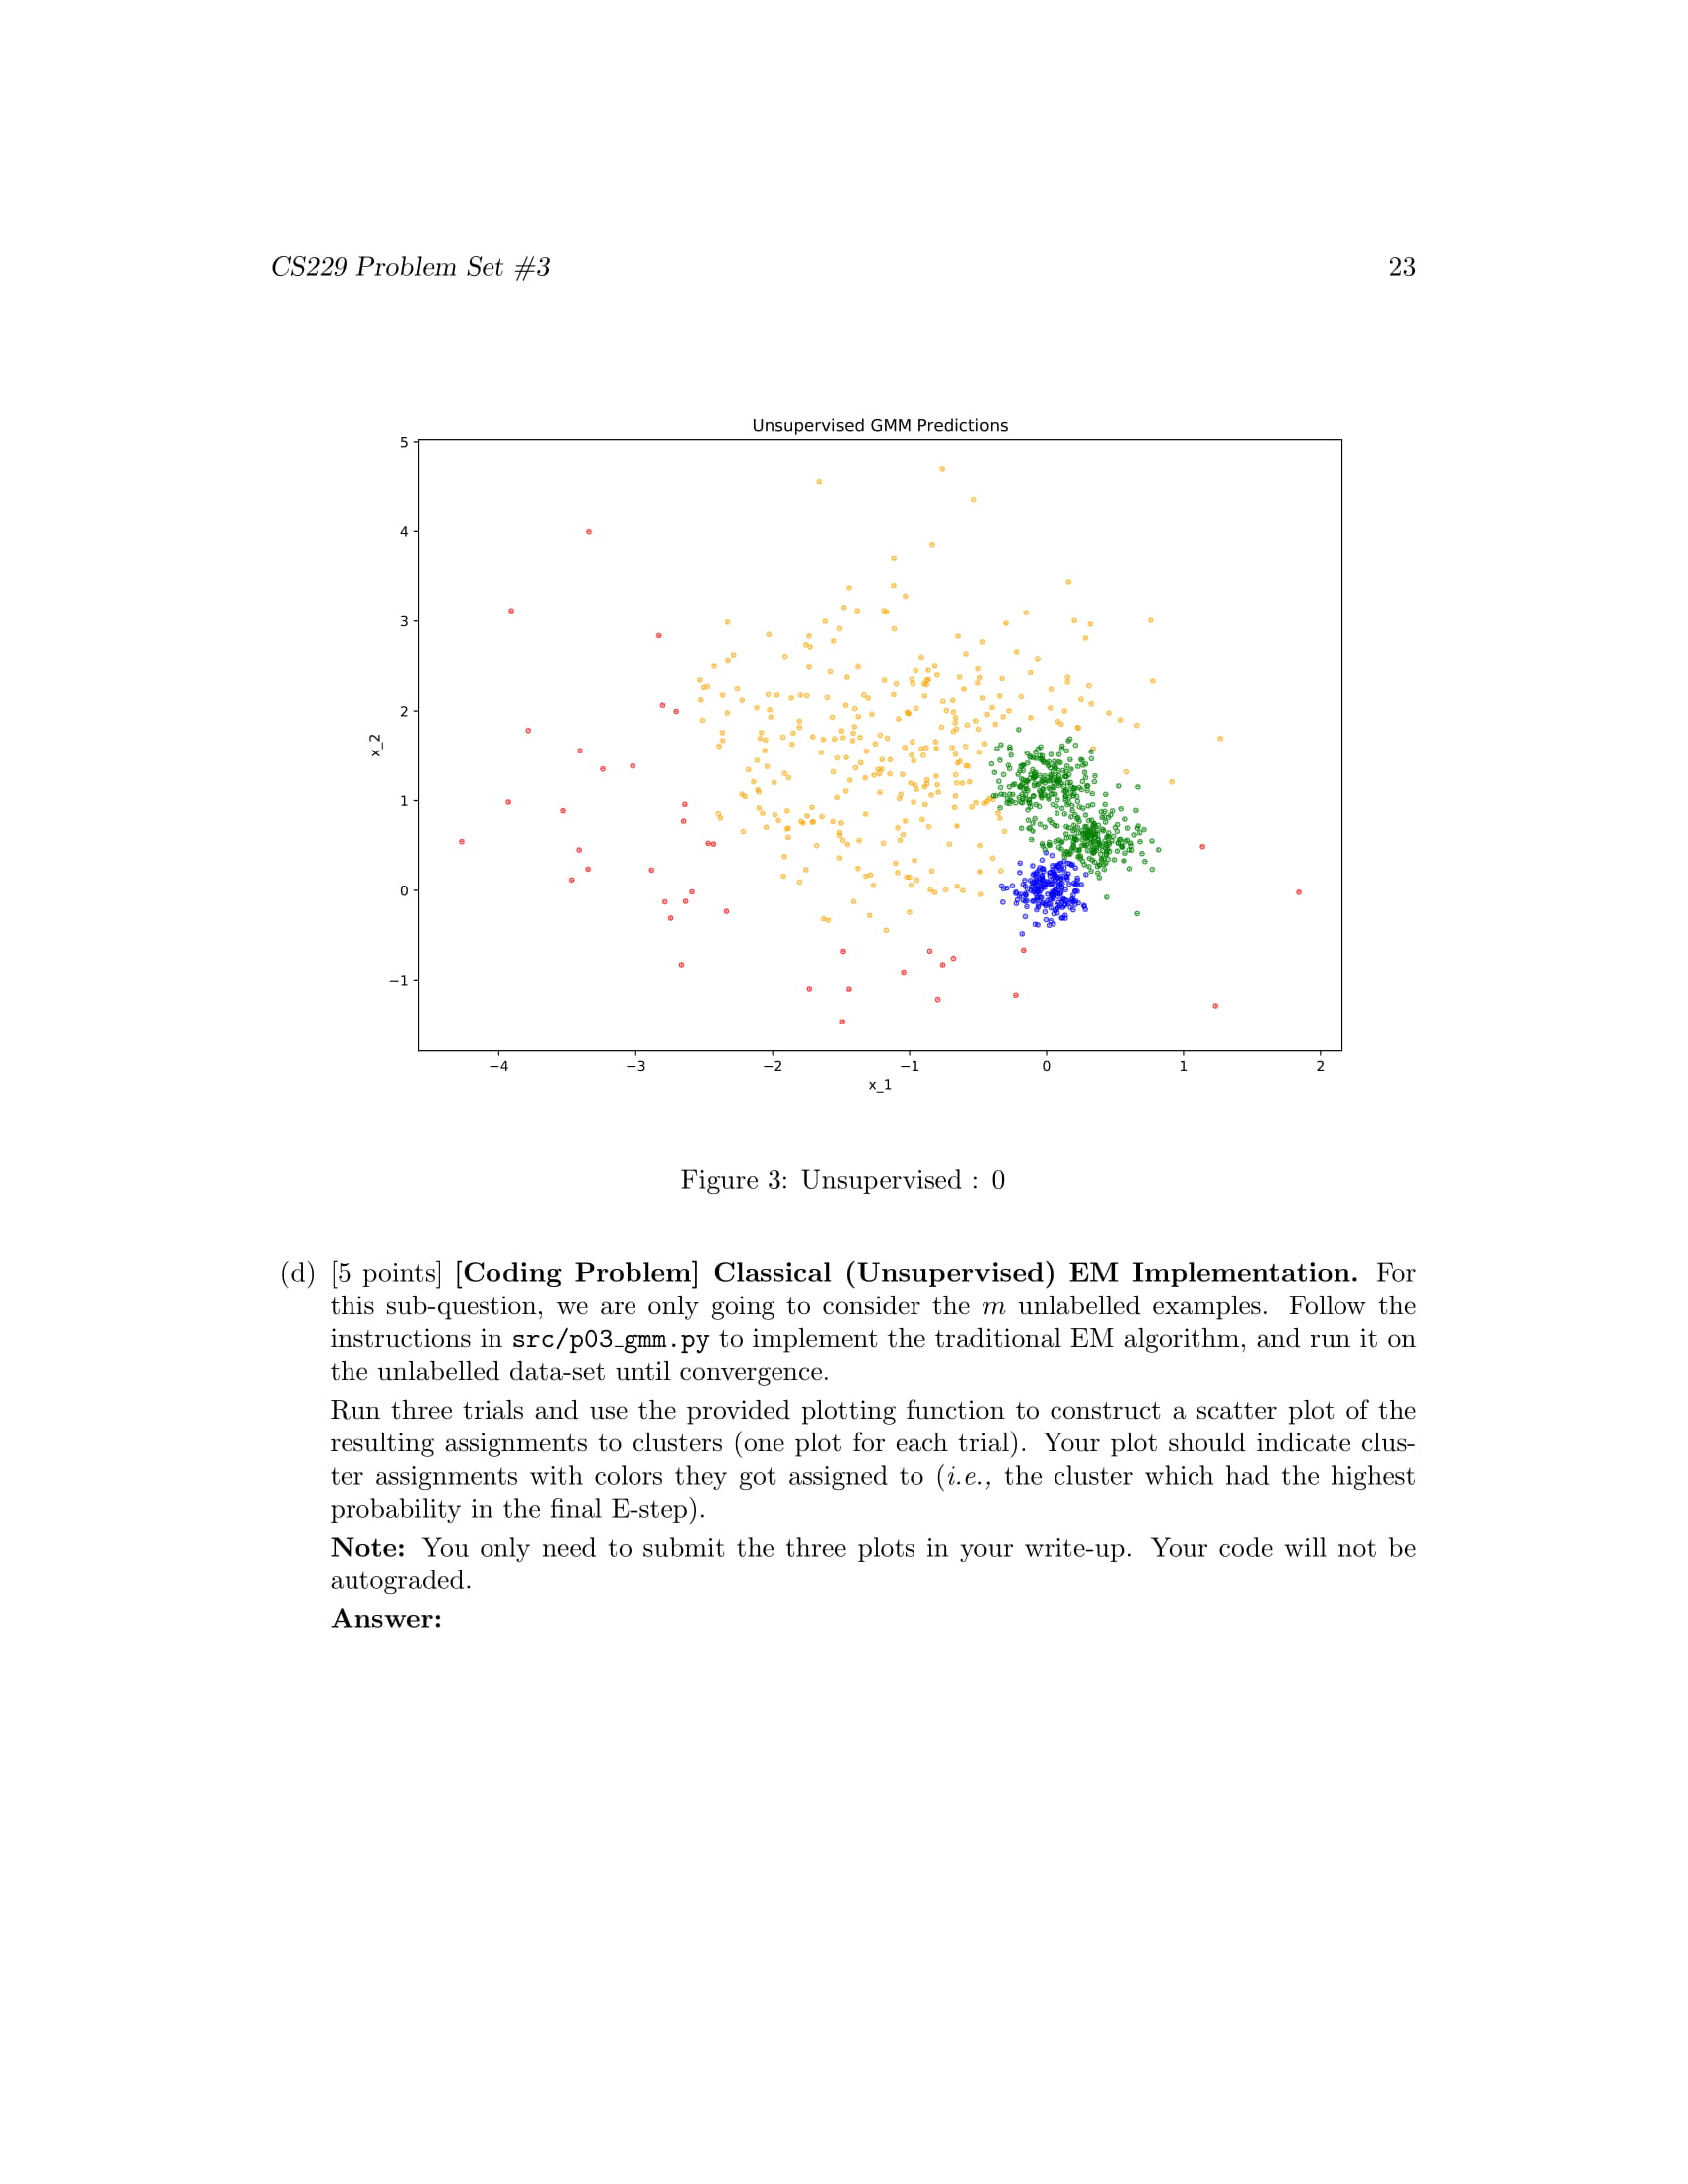 CS229 Problem Set #3 23
Unsupervised GMM Predictions
5
4
3
2
1
0
−1
x_2
−4 −3 −2 −1 0 1 2
x_1
Figure 3: Unsupervised : 0
(d) [5 points] [Coding Problem] Classical (Unsupervised) EM Implementation. For
this sub-question, we are only going to consider the m unlabelled examples. Follow the
instructions in src/p03_gmm.py to implement the traditional EM algorithm, and run it on
the unlabelled data-set until convergence.
Run three trials and use the provided plotting function to construct a scatter plot of the
resulting assignments to clusters (one plot for each trial). Your plot should indicate clus-
ter assignments with colors they got assigned to (i.e., the cluster which had the highest
probability in the final E-step).
Note: You only need to submit the three plots in your write-up. Your code will not be
autograded.
Answer: